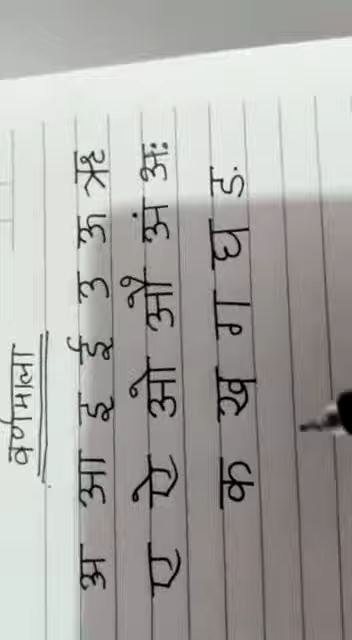 वर्णमाला
अ आ इ ई उ ऊ ऋ
ए ऐ ओ औ अं अः
क ख ग घ ङ